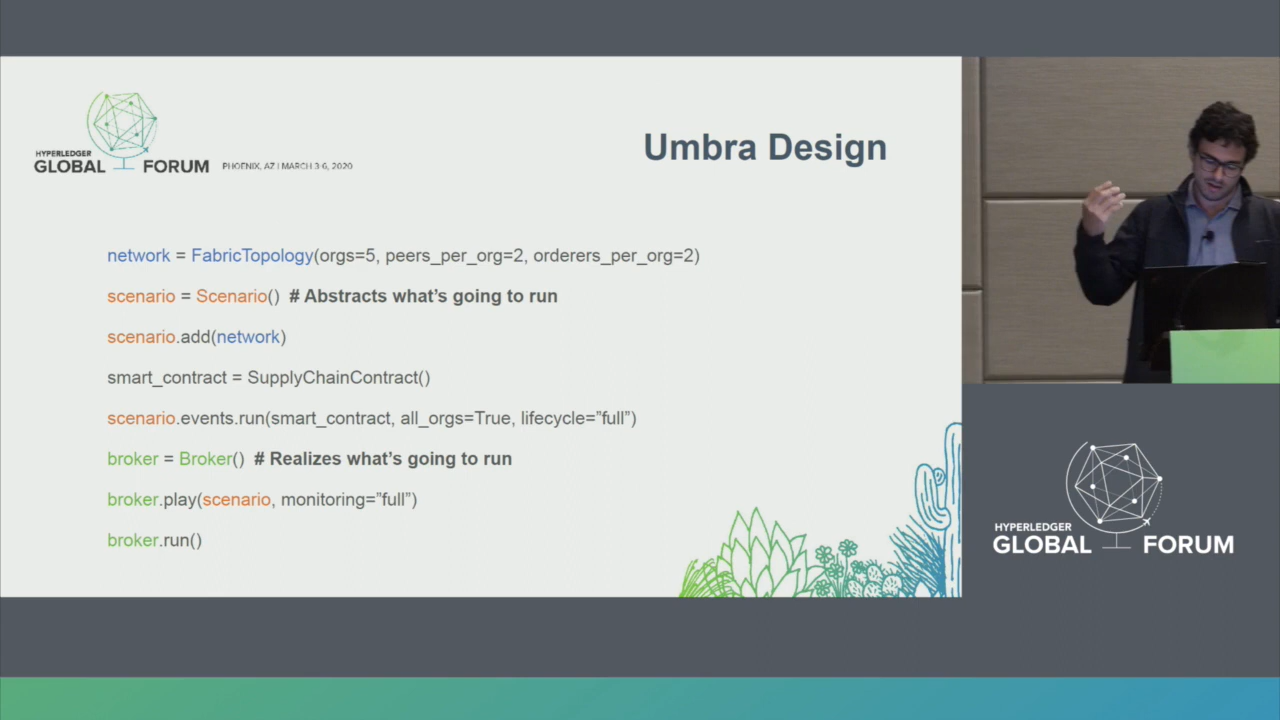 HYPERLEDGER
GLOBAL FORUM
PHOENIX, AZ | MARCH 3-6, 2020
Umbra Design
network = FabricTopology(orgs=5, peers_per_org=2, orderers_per_org=2)
scenario = Scenario() # Abstracts what’s going to run
scenario.add(network)
smart_contract = SupplyChainContract()
scenario.events.run(smart_contract, all_orgs=True, lifecycle=”full”)
broker = Broker() # Realizes what’s going to run
broker.play(scenario, monitoring=”full”)
broker.run()
HYPERLEDGER
GLOBAL FORUM